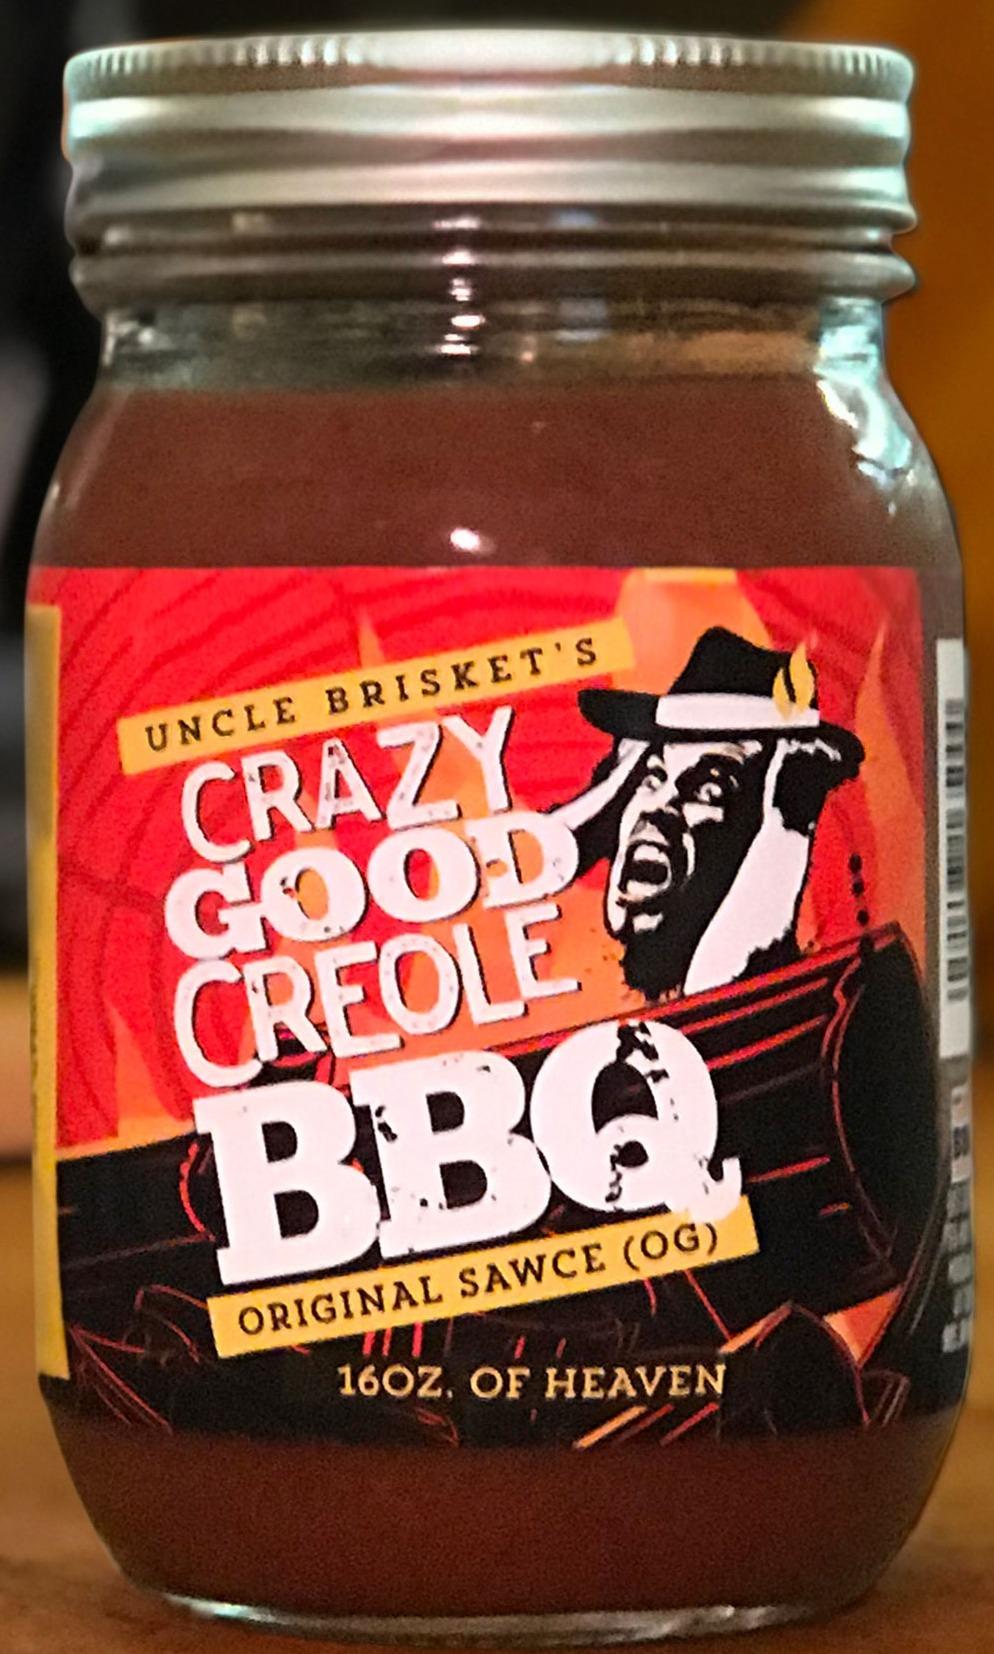 UNCLE BRISKET'S
CRAZY
GOOD
CREOLE
BBQ
ORIGINAL SAWCE (OG)
16OZ. OF HEAVEN